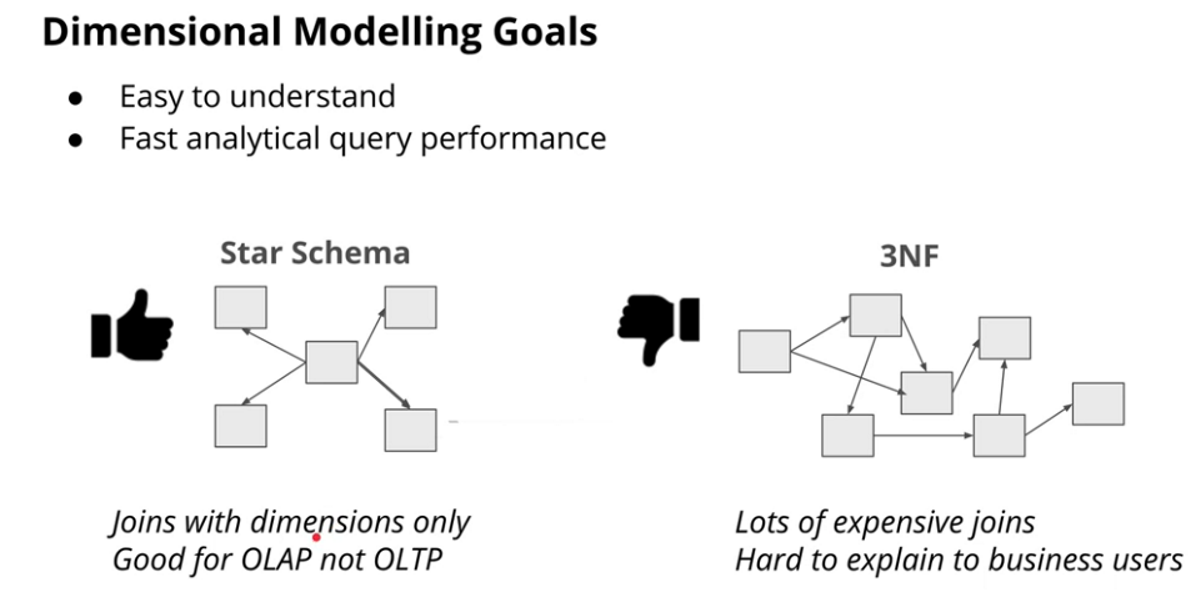 Dimensional Modelling Goals
● Easy to understand
● Fast analytical query performance
Star Schema
Joins with dimensions only
Good for OLAP not OLTP
3NF
Lots of expensive joins
Hard to explain to business users